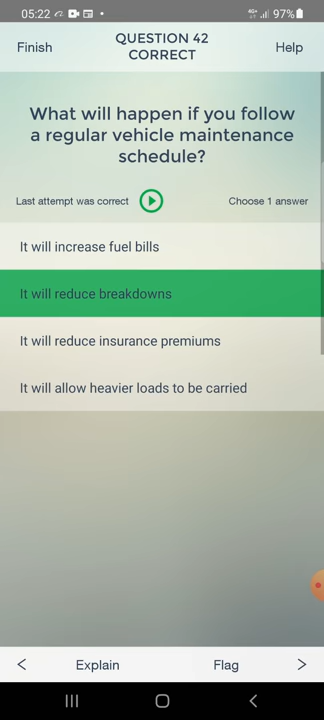 05:22 97%
Finish
QUESTION 42
CORRECT
Help
What will happen if you follow
a regular vehicle maintenance
schedule?
Last attempt was correct
Choose 1 answer
It will increase fuel bills
It will reduce breakdowns
It will reduce insurance premiums
It will allow heavier loads to be carried
Explain
Flag